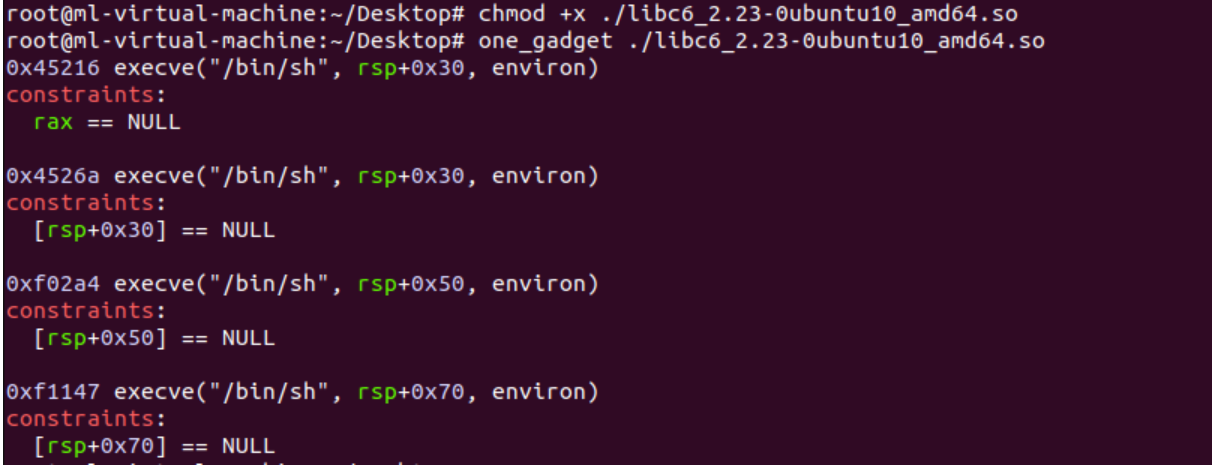 root@ml-virtual-machine:~/Desktop# chmod +x ./libc6_2.23-0ubuntu10_amd64.so
root@ml-virtual-machine:~/Desktop# one_gadget ./libc6_2.23-0ubuntu10_amd64.so
0x45216 execve("/bin/sh", rsp+0x30, environ)
constraints:
  rax == NULL

0x4526a execve("/bin/sh", rsp+0x30, environ)
constraints:
  [rsp+0x30] == NULL

0xf02a4 execve("/bin/sh", rsp+0x50, environ)
constraints:
  [rsp+0x50] == NULL

0xf1147 execve("/bin/sh", rsp+0x70, environ)
constraints:
  [rsp+0x70] == NULL